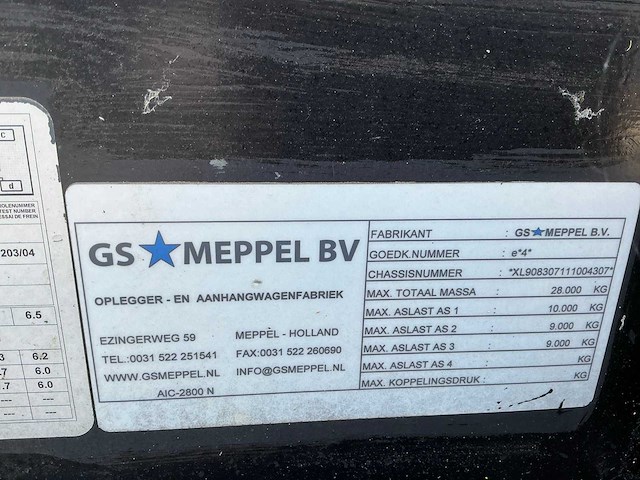 C
d
TEST NUMBER
203/04
6.5
6.2
6.0
6.0
GS MEPPEL BV
OPLEGGER - EN AANHANGWAGENFABRIEK
EZINGERWEG 59 MEPPEL - HOLLAND
TEL.:0031 522 251541 FAX:0031 522 260690
WWW.GSMEPPEL.NL INFO@GSMEPPEL.NL
AIC-2800 N
FABRIKANT : GS MEPPEL B.V.
GOEDK.NUMMER : e*4*
CHASSISNUMMER *XL908307111004307*
MAX. TOTAAL MASSA : 28.000 KG
MAX. ASLAST AS 1 : 10.000 KG
MAX. ASLAST AS 2 : 9.000 KG
MAX. ASLAST AS 3 : 9.000 KG
MAX. ASLAST AS 4 : KG
MAX. KOPPELINGSDRUK : KG